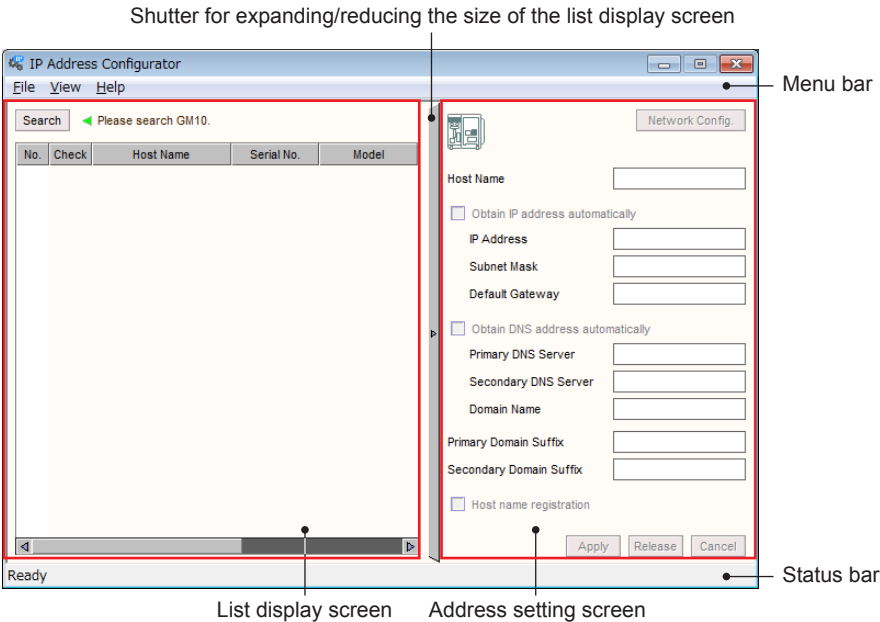 Shutter for expanding/reducing the size of the list display screen
IP Address Configurator
File View Help
Menu bar
Search Please search GM10.
Network Config.
No. Check Host Name Serial No. Model
Host Name
Obtain IP address automatically
IP Address
Subnet Mask
Default Gateway
Obtain DNS address automatically
Primary DNS Server
Secondary DNS Server
Domain Name
Primary Domain Suffix
Secondary Domain Suffix
Host name registration
Apply Release Cancel
Ready
Status bar
List display screen Address setting screen